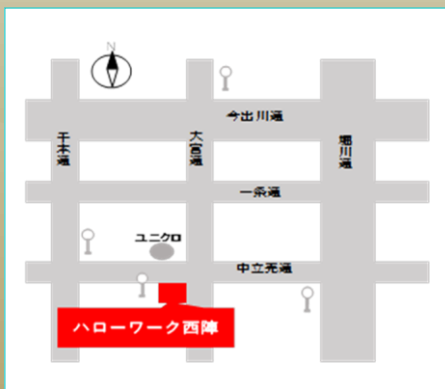 N
今出川通
千本通
大宮通
堀川通
一条通
ユニクロ
中立売通
ハローワーク西陣